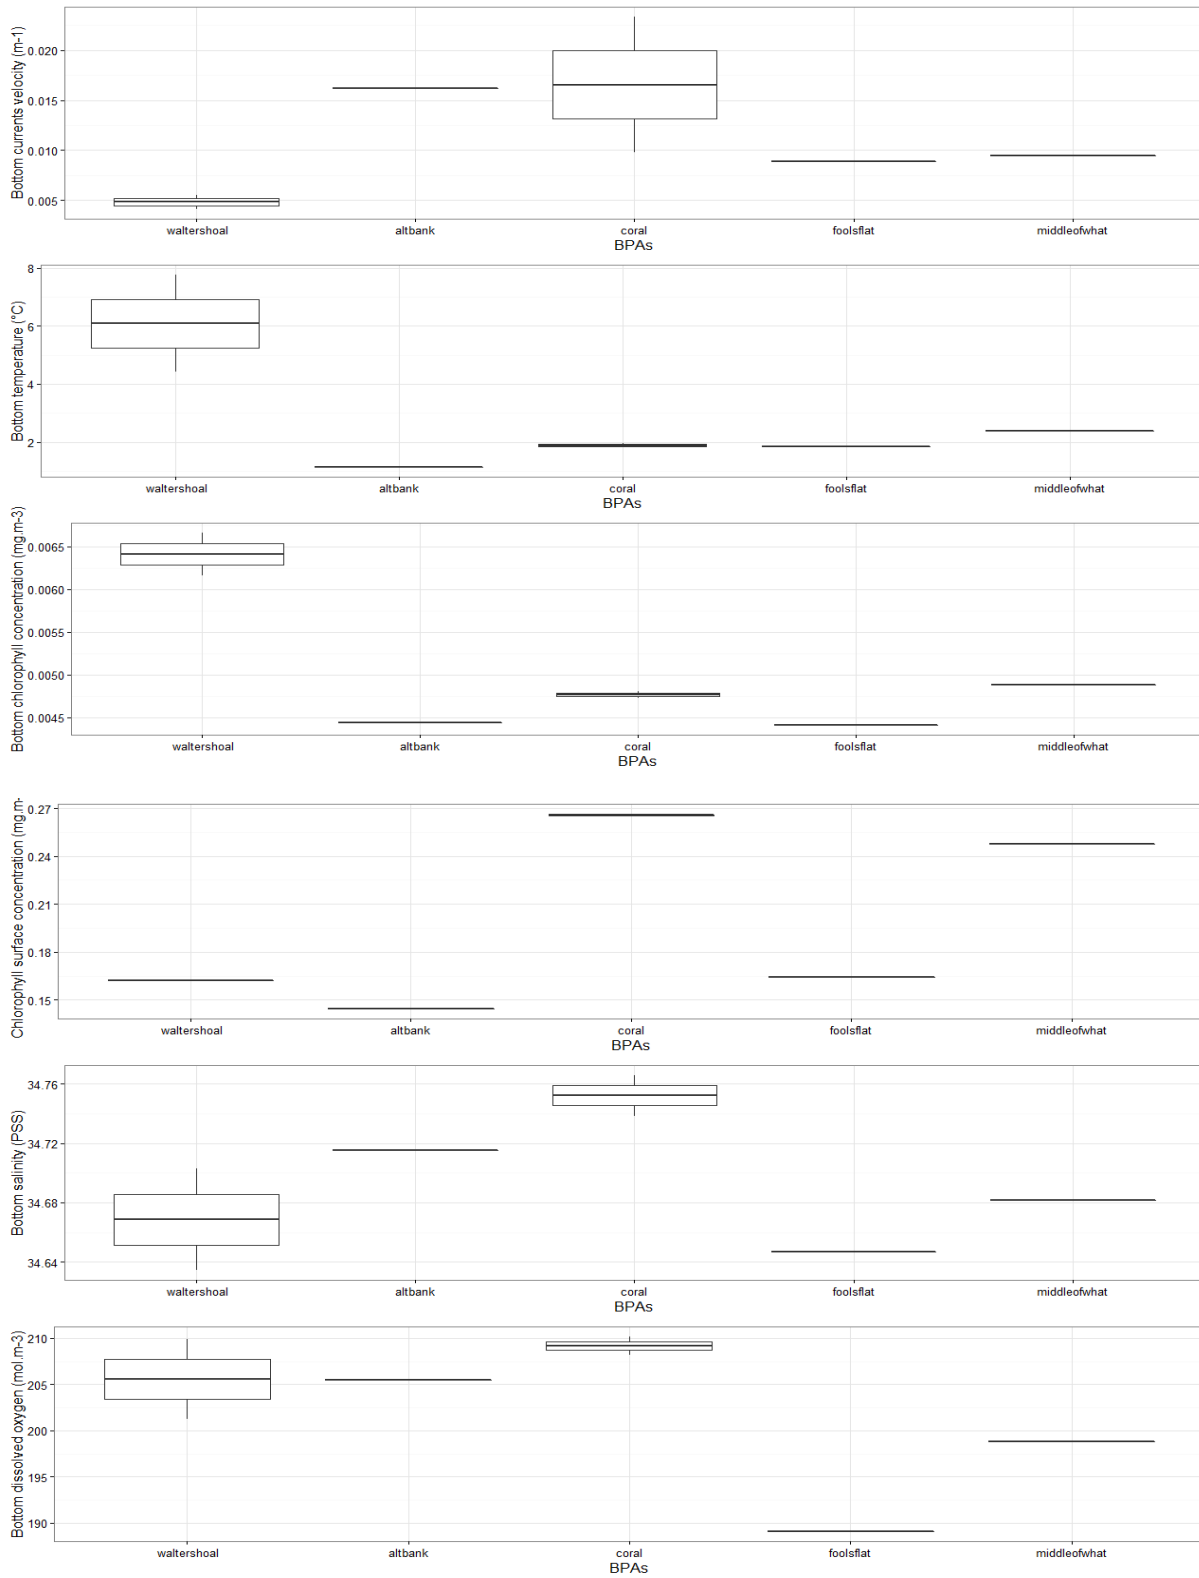 Bottom currents velocity (m-1)
0.020
0.015
0.010
0.005
waltershoal altbank coral foolsflat middleofwhat
BPAs
Bottom temperature (°C)
8
6
4
2
waltershoal altbank coral foolsflat middleofwhat
BPAs
Bottom chlorophyll concentration (mg.m-3)
0.0065
0.0060
0.0055
0.0050
0.0045
waltershoal altbank coral foolsflat middleofwhat
BPAs
Chlorophyll surface concentration (mg.m-
0.27
0.24
0.21
0.18
0.15
waltershoal altbank coral foolsflat middleofwhat
BPAs
Bottom salinity (PSS)
34.76
34.72
34.68
34.64
waltershoal altbank coral foolsflat middleofwhat
BPAs
Bottom dissolved oxygen (mol.m-3)
210
205
200
195
190
waltershoal altbank coral foolsflat middleofwhat
BPAs